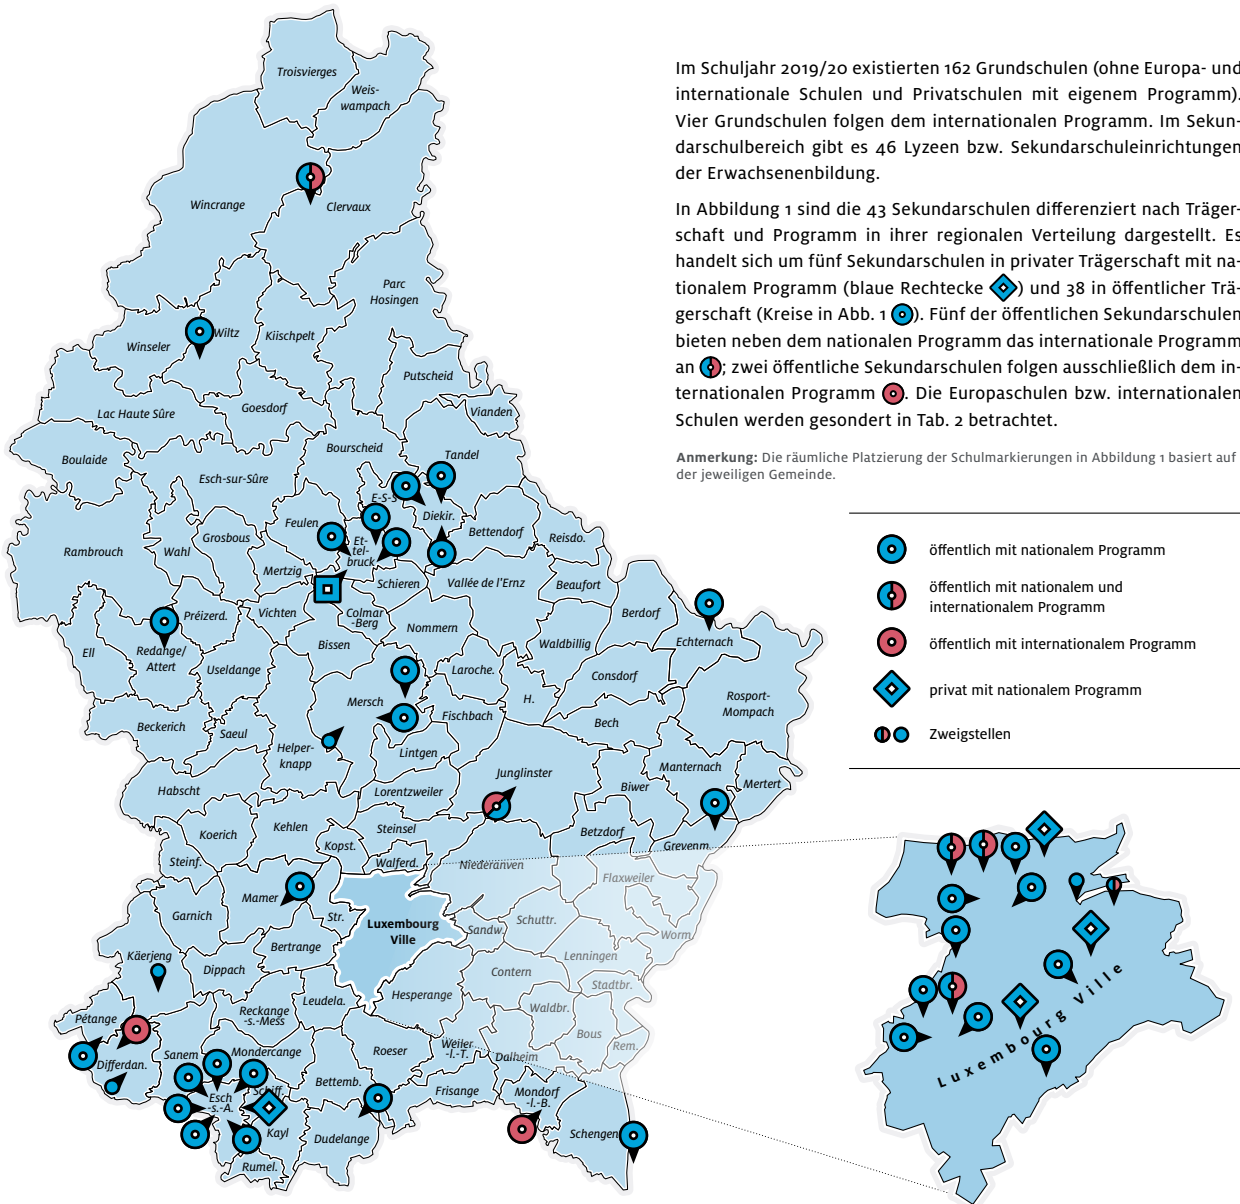 Im Schuljahr 2019/20 existierten 162 Grundschulen (ohne Europa- und
internationale Schulen und Privatschulen mit eigenem Programm).
Vier Grundschulen folgen dem internationalen Programm. Im Sekun-
darschulbereich gibt es 46 Lyzeen bzw. Sekundarschuleinrichtungen
der Erwachsenenbildung.
In Abbildung 1 sind die 43 Sekundarschulen differenziert nach Träger-
schaft und Programm in ihrer regionalen Verteilung dargestellt. Es
handelt sich um fünf Sekundarschulen in privater Trägerschaft mit na-
tionalem Programm (blaue Rechtecke ) und 38 in öffentlicher Trä-
gerschaft (Kreise in Abb. 1 ). Fünf der öffentlichen Sekundarschulen
bieten neben dem nationalen Programm das internationale Programm
an ; zwei öffentliche Sekundarschulen folgen ausschließlich dem in-
ternationalen Programm . Die Europaschulen bzw. internationalen
Schulen werden gesondert in Tab. 2 betrachtet.
Anmerkung: Die räumliche Platzierung der Schulmarkierungen in Abbildung 1 basiert auf
der jeweiligen Gemeinde.
öffentlich mit nationalem Programm
öffentlich mit nationalem und
internationalem Programm
öffentlich mit internationalem Programm
privat mit nationalem Programm
Zweigstellen
Troisvierges
Weis-
wampach
Wincrange
Clervaux
Parc
Hosingen
Wiltz
Winseler
Kiischpelt
Putscheid
Lac Haute Sûre
Goesdorf
Vianden
Bourscheid
Tandel
Boulaide
Esch-sur-Sûre
E-S-S
Diekir.
Feulen
Bettendorf
Reisdo.
Rambrouch
Wahl
Grosbous
Et-
tel-
bruck
Mertzig
Schieren
Vallée de l'Ernz
Beaufort
Préizerd.
Vichten
Colmar
-Berg
Nommern
Berdorf
Echternach
Ell
Redange/
Attert
Useldange
Bissen
Waldbillig
Laroche.
Consdorf
Mersch
H.
Rosport-
Mompach
Beckerich
Saeul
Fischbach
Bech
Helper-
knapp
Lintgen
Habscht
Lorentzweiler
Junglinster
Manternach
Biwer
Mertert
Koerich
Kehlen
Steinsel
Betzdorf
Kopst.
Grevenm.
Steinf.
Walferd.
Niederanven
Flaxweiler
Mamer
Garnich
Str.
Luxembourg
Ville
Schuttr.
Sandw.
Worm.
Bertrange
Käerjeng
Dippach
Lenningen
Contern
Stadtbr.
Hesperange
Leudela.
Reckange
-s.-Mess
Waldbr.
Pétange
Bous
Rem.
Sanem
Mondercange
Roeser
Weiler
-l.-T.
Dalheim
Differdan.
Bettemb.
Frisange
Mondorf
-l.-B.
Schiff.
Esch
-s.-A.
Kayl
Dudelange
Schengen
Rumel.
Luxembourg Ville